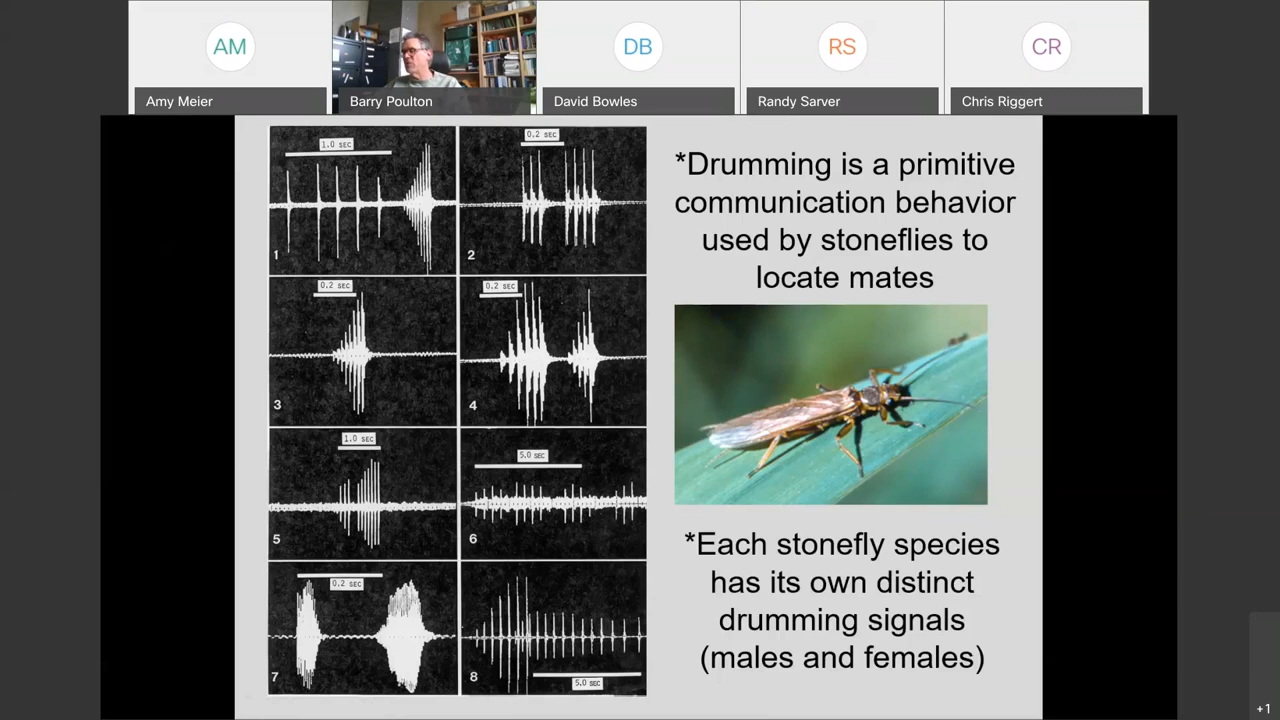 AM
DB
RS
CR
Amy Meier
Barry Poulton
David Bowles
Randy Sarver
Chris Riggert
1.0 SEC
1
0.2 SEC
2
0.2 SEC
3
0.2 SEC
4
1.0 SEC
5
5.0 SEC
6
0.2 SEC
7
8
5.0 SEC
*Drumming is a primitive
communication behavior
used by stoneflies to
locate mates
*Each stonefly species
has its own distinct
drumming signals
(males and females)
+1